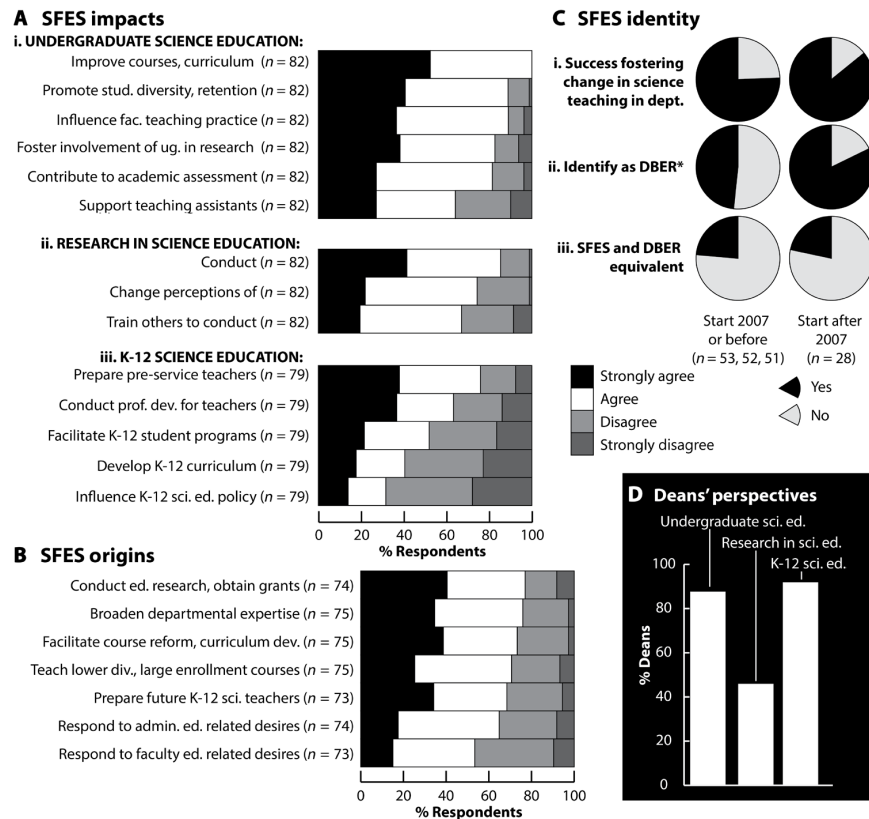 A SFES impacts
i. UNDERGRADUATE SCIENCE EDUCATION:
Improve courses, curriculum (n = 82)
Promote stud. diversity, retention (n = 82)
Influence fac. teaching practice (n = 82)
Foster involvement of ug. in research (n = 82)
Contribute to academic assessment (n = 82)
Support teaching assistants (n = 82)
ii. RESEARCH IN SCIENCE EDUCATION:
Conduct (n = 82)
Change perceptions of (n = 82)
Train others to conduct (n = 82)
iii. K-12 SCIENCE EDUCATION:
Prepare pre-service teachers (n = 79)
Conduct prof. dev. for teachers (n = 79)
Facilitate K-12 student programs (n = 79)
Develop K-12 curriculum (n = 79)
Influence K-12 sci. ed. policy (n = 79)
0 20 40 60 80 100
% Respondents
B SFES origins
Conduct ed. research, obtain grants (n = 74)
Broaden departmental expertise (n = 75)
Facilitate course reform, curriculum dev. (n = 75)
Teach lower div., large enrollment courses (n = 75)
Prepare future K-12 sci. teachers (n = 73)
Respond to admin. ed. related desires (n = 74)
Respond to faculty ed. related desires (n = 73)
0 20 40 60 80 100
% Respondents
C SFES identity
i. Success fostering
change in science
teaching in dept.
ii. Identify as DBER*
iii. SFES and DBER
equivalent
Start 2007
or before
(n = 53, 52, 51)
Start after
2007
(n = 28)
Strongly agree
Agree
Disagree
Strongly disagree
Yes
No
D Deans' perspectives
Undergraduate sci. ed.
Research in sci. ed.
K-12 sci. ed.
100
80
60
40
20
0
% Deans